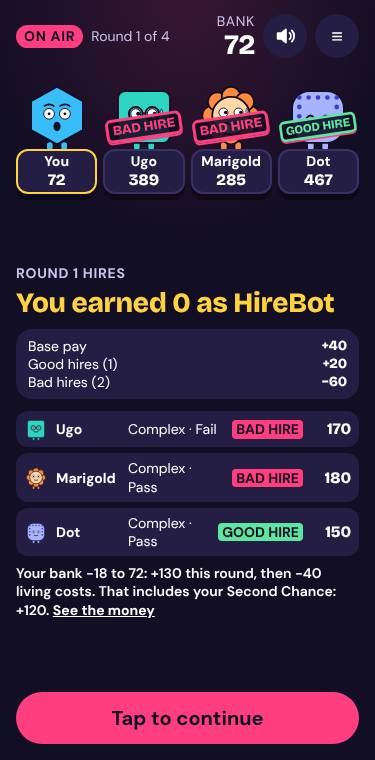 ON AIR Round 1 of 4
BANK
72
BAD HIRE
BAD HIRE
GOOD HIRE
You
72
Ugo
389
Marigold
285
Dot
467
ROUND 1 HIRES
You earned 0 as HireBot
Base pay +40
Good hires (1) +20
Bad hires (2) −60
Ugo Complex · Fail BAD HIRE 170
Marigold Complex ·
Pass BAD HIRE 180
Dot Complex ·
Pass GOOD HIRE 150
Your bank −18 to 72: +130 this round, then −40
living costs. That includes your Second Chance:
+120. See the money
Tap to continue